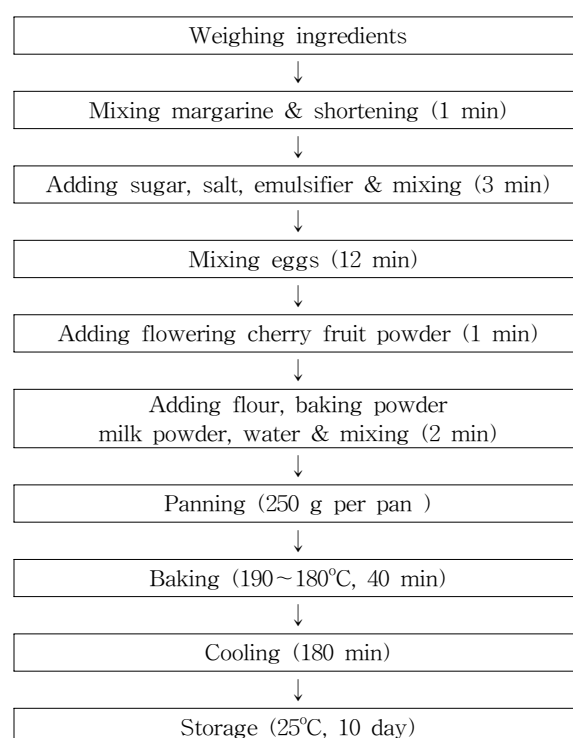 Weighing ingredients
↓
Mixing margarine & shortening (1 min)
↓
Adding sugar, salt, emulsifier & mixing (3 min)
↓
Mixing eggs (12 min)
↓
Adding flowering cherry fruit powder (1 min)
↓
Adding flour, baking powder
milk powder, water & mixing (2 min)
↓
Panning (250 g per pan )
↓
Baking (190~180°C, 40 min)
↓
Cooling (180 min)
↓
Storage (25°C, 10 day)